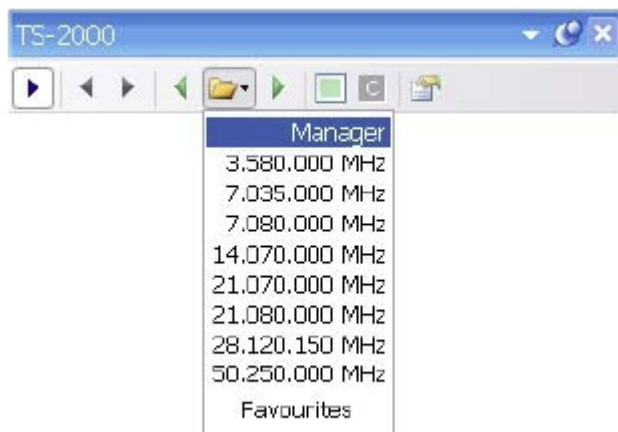 TS-2000
C
Manager
3.580.000 MHz
7.035.000 MHz
7.080.000 MHz
14.070.000 MHz
21.070.000 MHz
21.080.000 MHz
28.120.150 MHz
50.250.000 MHz
Favourites